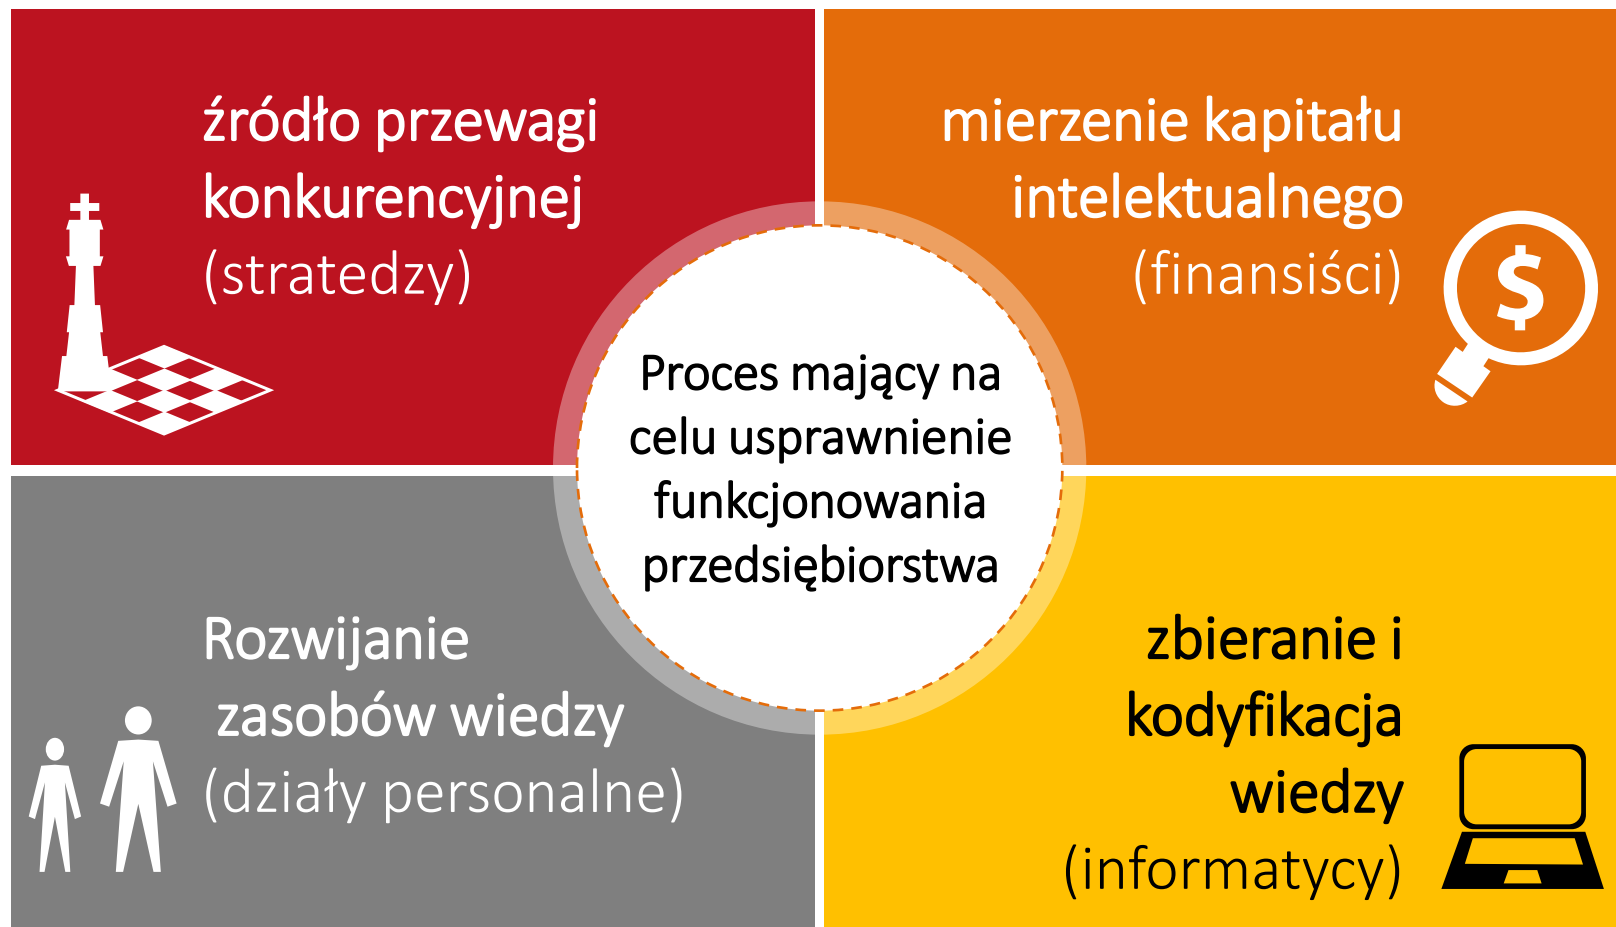 źródło przewagi
konkurencyjnej
(stratedzy)
mierzenie kapitału
intelektualnego
(finansiści)
$
Proces mający na
celu usprawnienie
funkcjonowania
przedsiębiorstwa
Rozwijanie
zasobów wiedzy
(działy personalne)
zbieranie i
kodyfikacja
wiedzy
(informatycy)